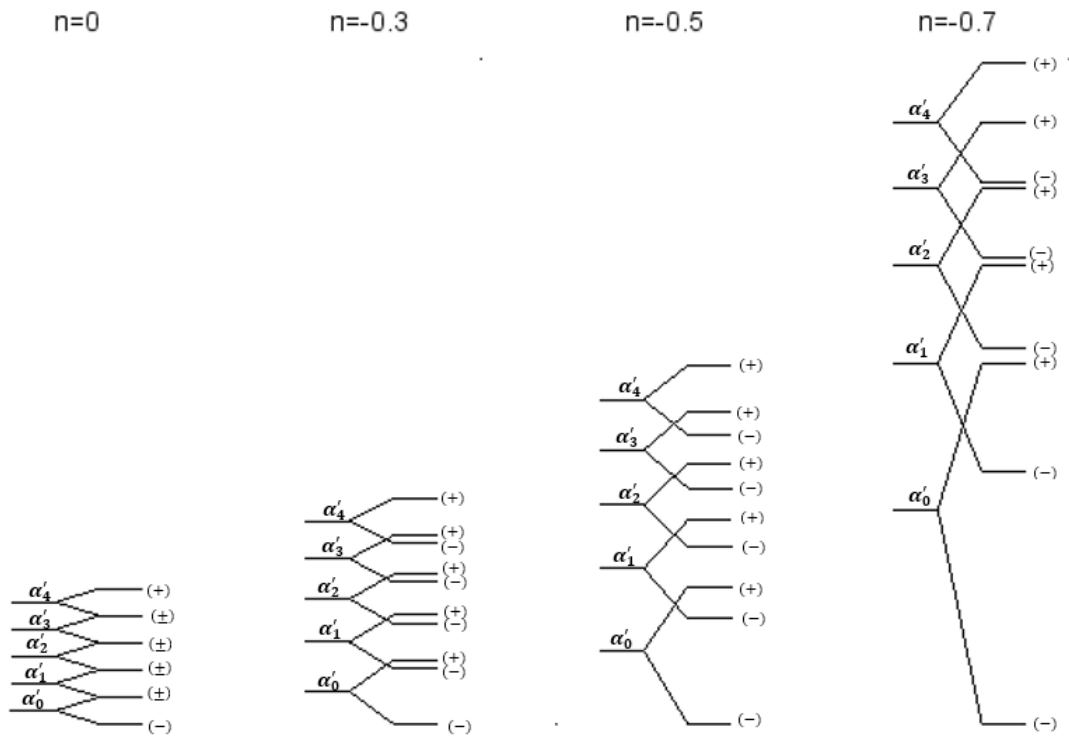 n=0 n=-0.3 n=-0.5 n=-0.7
α′₄ (+)
α′₃ (±)
α′₂ (±)
α′₁ (±)
α′₀ (±)
(−)
α′₄ (+)
(+)
α′₃ (−)
(+)
α′₂ (−)
(+)
α′₁ (−)
(+)
α′₀ (−)
(−)
α′₄ (+)
(+)
α′₃ (−)
(+)
α′₂ (−)
(+)
α′₁ (−)
(+)
α′₀ (−)
(−)
(+)
α′₄ (+)
α′₃ (−)
(+)
α′₂ (−)
(+)
α′₁ (−)
(+)
α′₀ (−)
(−)